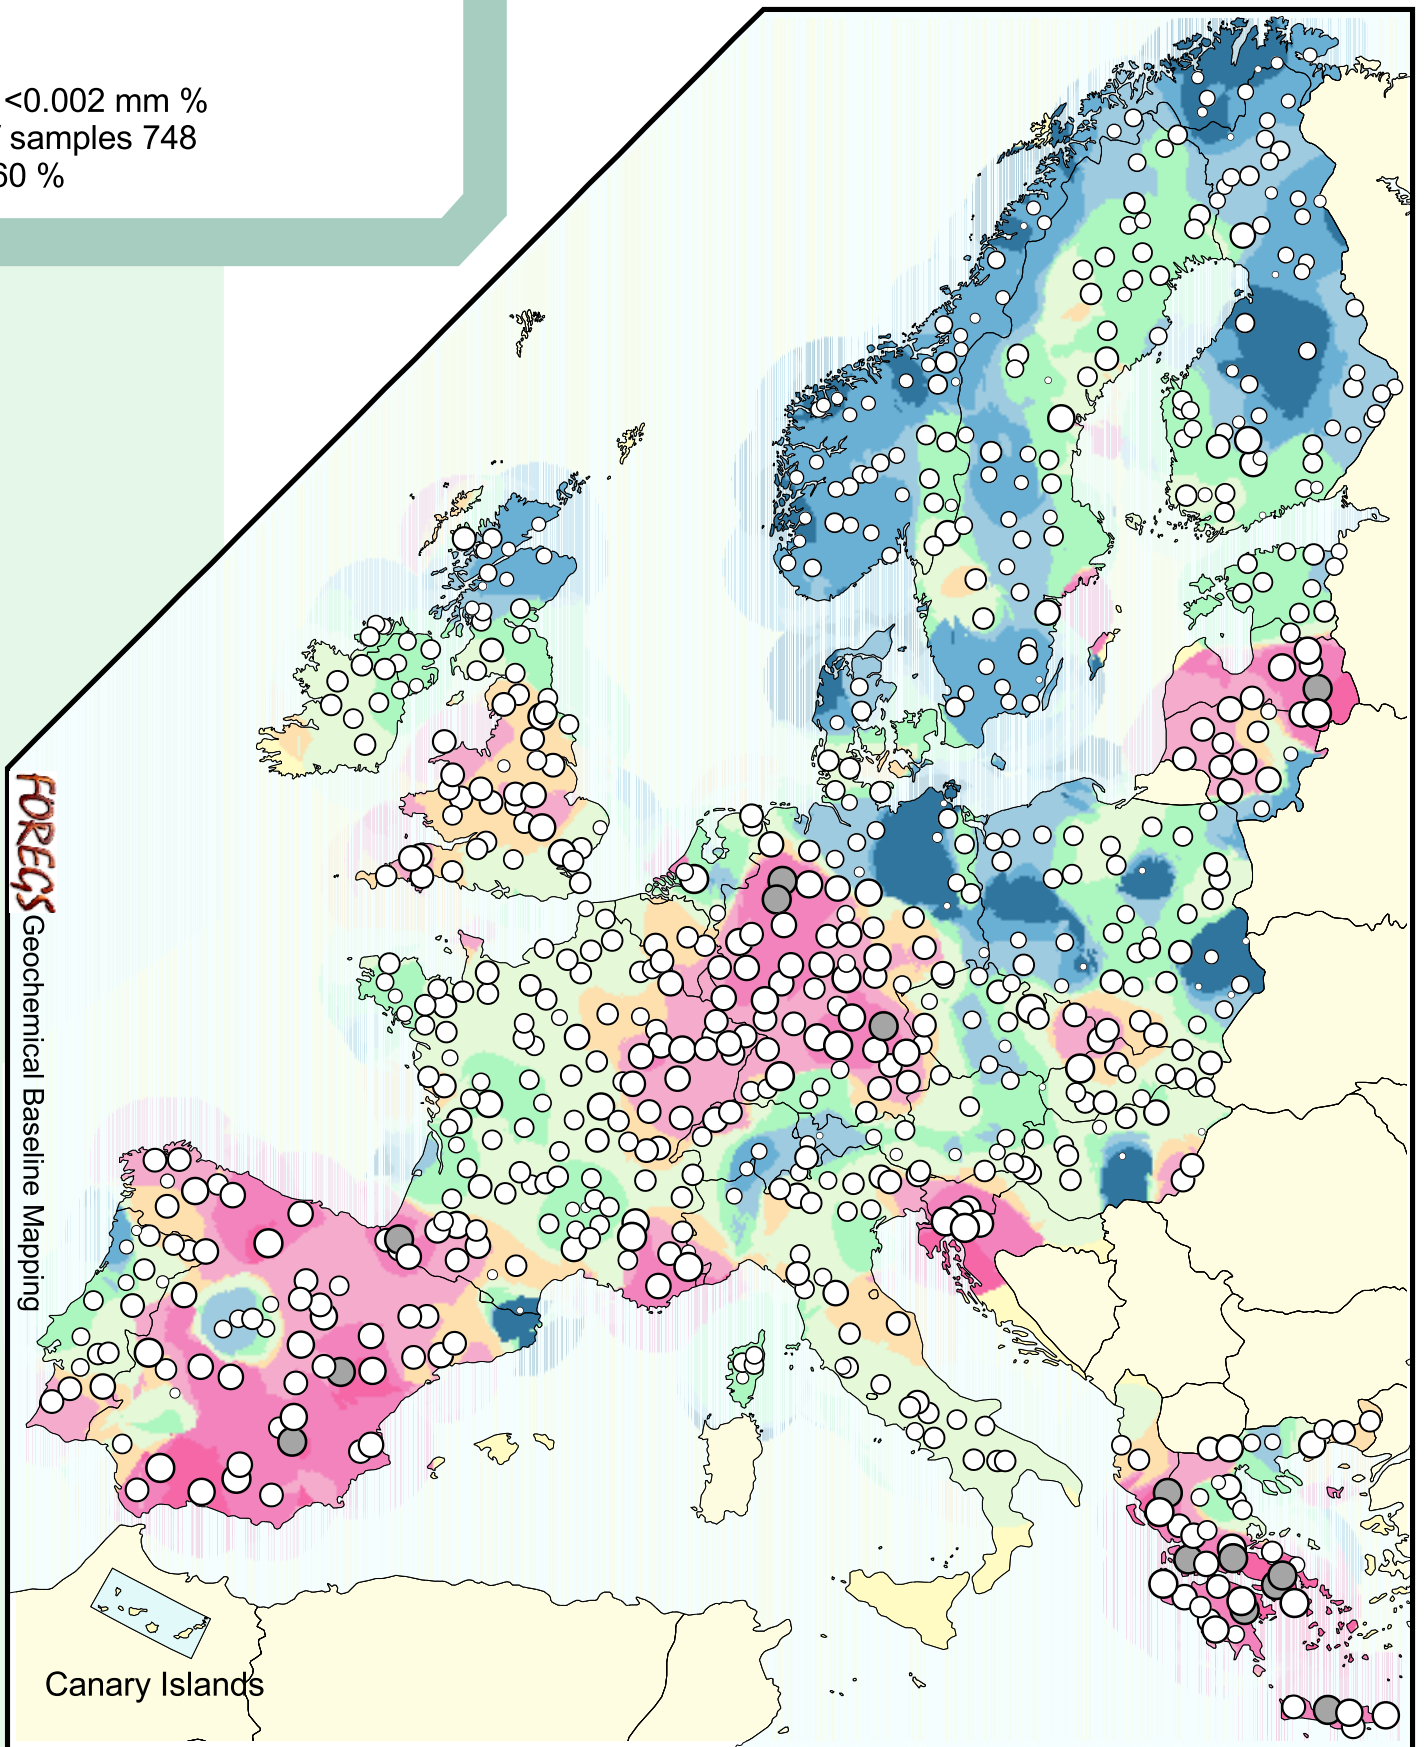 <0.002 mm %
samples 748
60 %
FOREGS Geochemical Baseline Mapping
Canary Islands